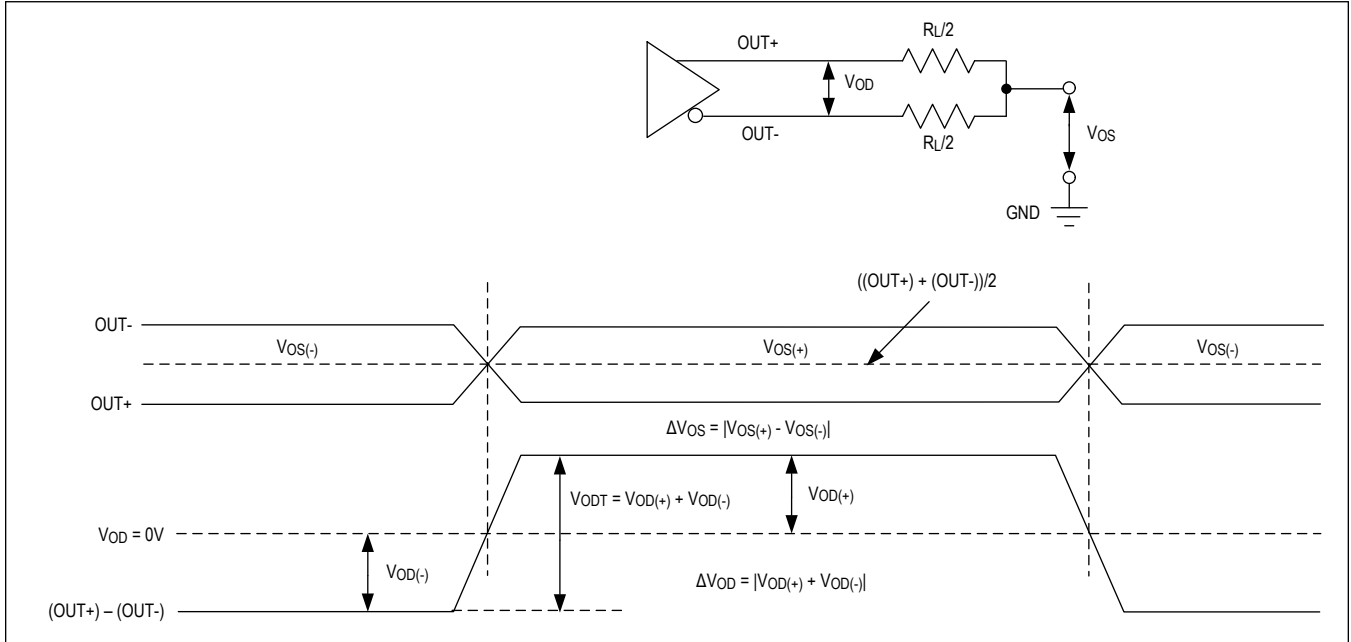 RL/2
OUT+
VOD
OUT-
RL/2
VOS
GND
((OUT+) + (OUT-))/2
OUT-
VOS(-)
VOS(+)
VOS(-)
OUT+
ΔVOS = |VOS(+) - VOS(-)|
VODT = VOD(+) + VOD(-)
VOD(+)
VOD = 0V
VOD(-)
ΔVOD = |VOD(+) + VOD(-)|
(OUT+) – (OUT-)